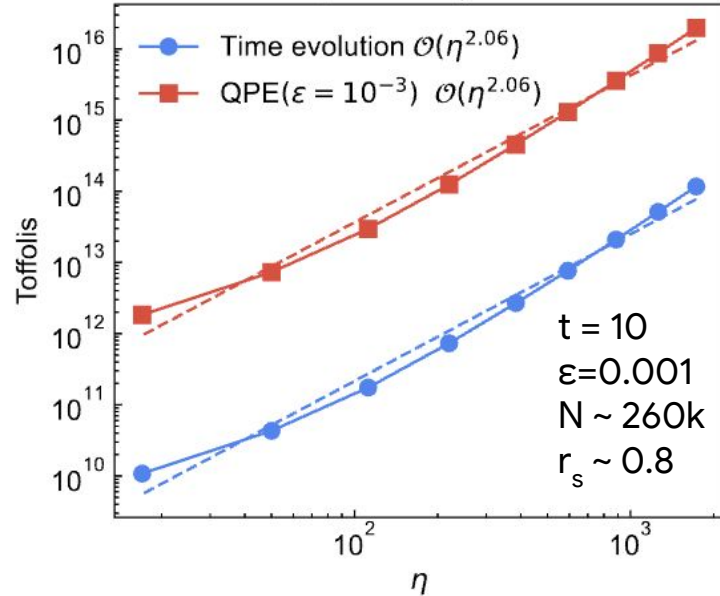 Time evolution 𝒪(η^2.06)
QPE(ε = 10^−3) 𝒪(η^2.06)
Toffolis
10^16
10^15
10^14
10^13
10^12
10^11
10^10
t = 10
ε=0.001
N ~ 260k
r_s ~ 0.8
10^2
10^3
η